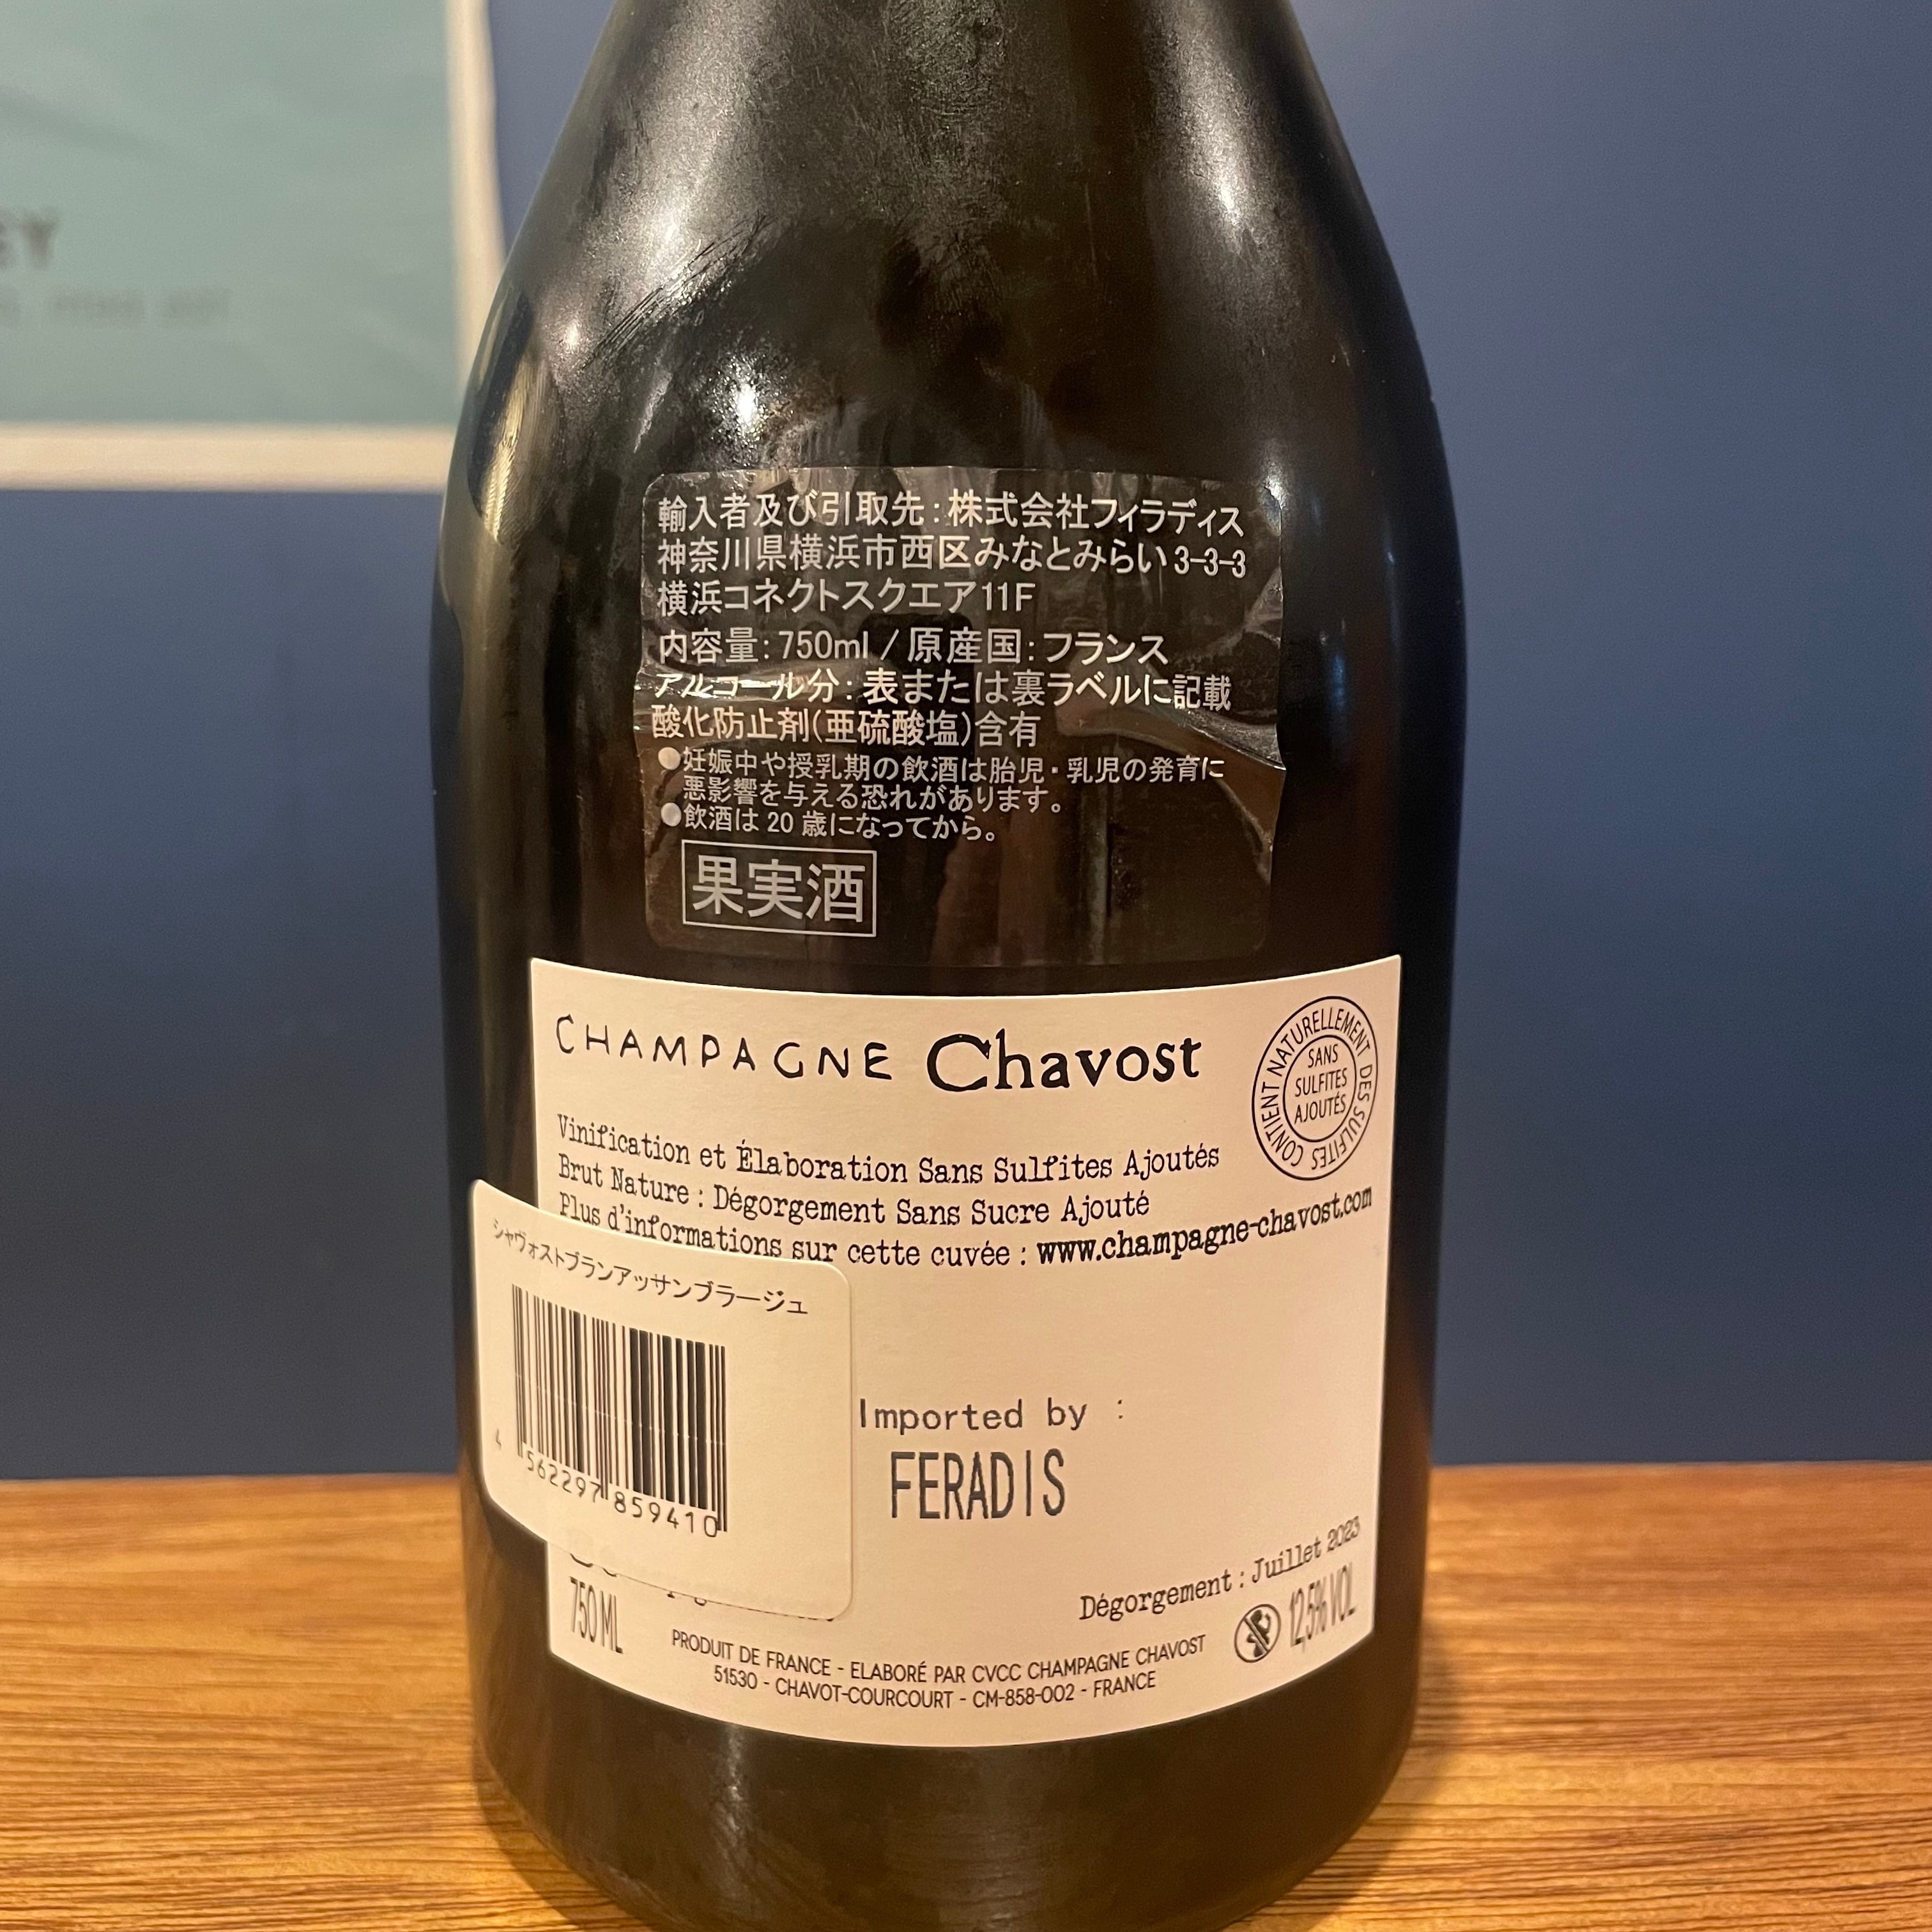 輸入者及び引取先:株式会社フィラディス
神奈川県横浜市西区みなとみらい3-3-3
横浜コネクトスクエア11F
内容量:750ml / 原産国:フランス
アルコール分:表または裏ラベルに記載
酸化防止剤(亜硫酸塩)含有
●妊娠中や授乳期の飲酒は胎児・乳児の発育に
悪影響を与える恐れがあります。
●飲酒は20歳になってから。
果実酒
CHAMPAGNE Chavost
CONTIENT NATURELLEMENT DES SULFITES
SANS
SULFITES
AJOUTÉS
Vinification et Élaboration Sans Sulfites Ajoutés
Brut Nature : Dégorgement Sans Sucre Ajouté
Plus d'informations sur cette cuvée : www.champagne-chavost.com
シャヴォストブランアッサンブラージュ
4 562297 859410
Imported by :
FERADIS
Dégorgement : Juillet 2023
750 ML
12,5% VOL
PRODUIT DE FRANCE - ELABORÉ PAR CVCC CHAMPAGNE CHAVOST
51530 - CHAVOT-COURCOURT - CM-858-002 - FRANCE